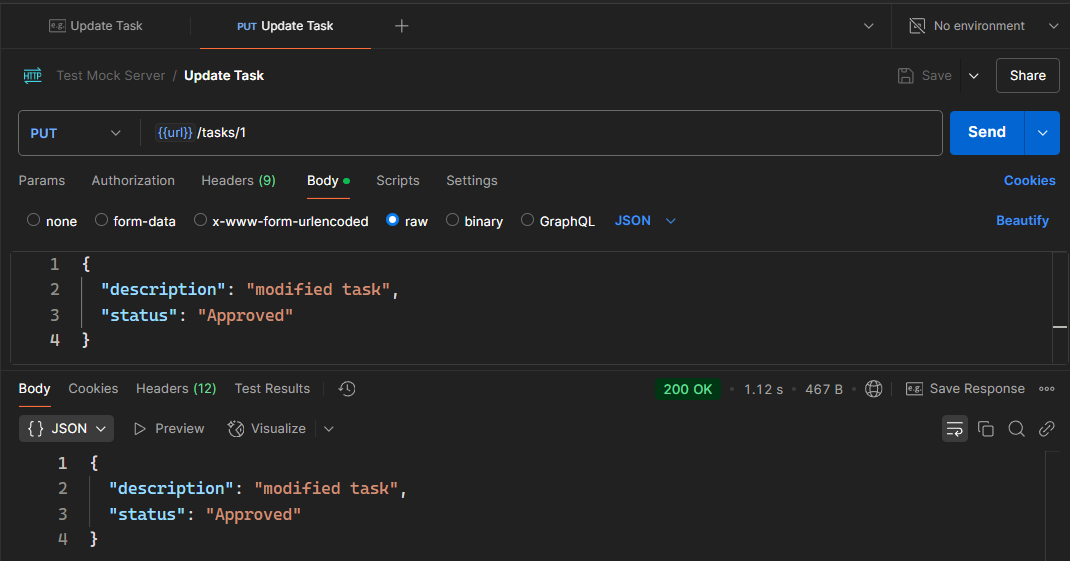 e.g. Update Task PUT Update Task No environment
HTTP Test Mock Server / Update Task Save Share
PUT {{url}} /tasks/1 Send
Params Authorization Headers (9) Body Scripts Settings Cookies
none form-data x-www-form-urlencoded raw binary GraphQL JSON Beautify
1 {
2 "description": "modified task",
3 "status": "Approved"
4 }
Body Cookies Headers (12) Test Results 200 OK • 1.12 s • 467 B • e.g. Save Response
{} JSON Preview Visualize
1 {
2 "description": "modified task",
3 "status": "Approved"
4 }